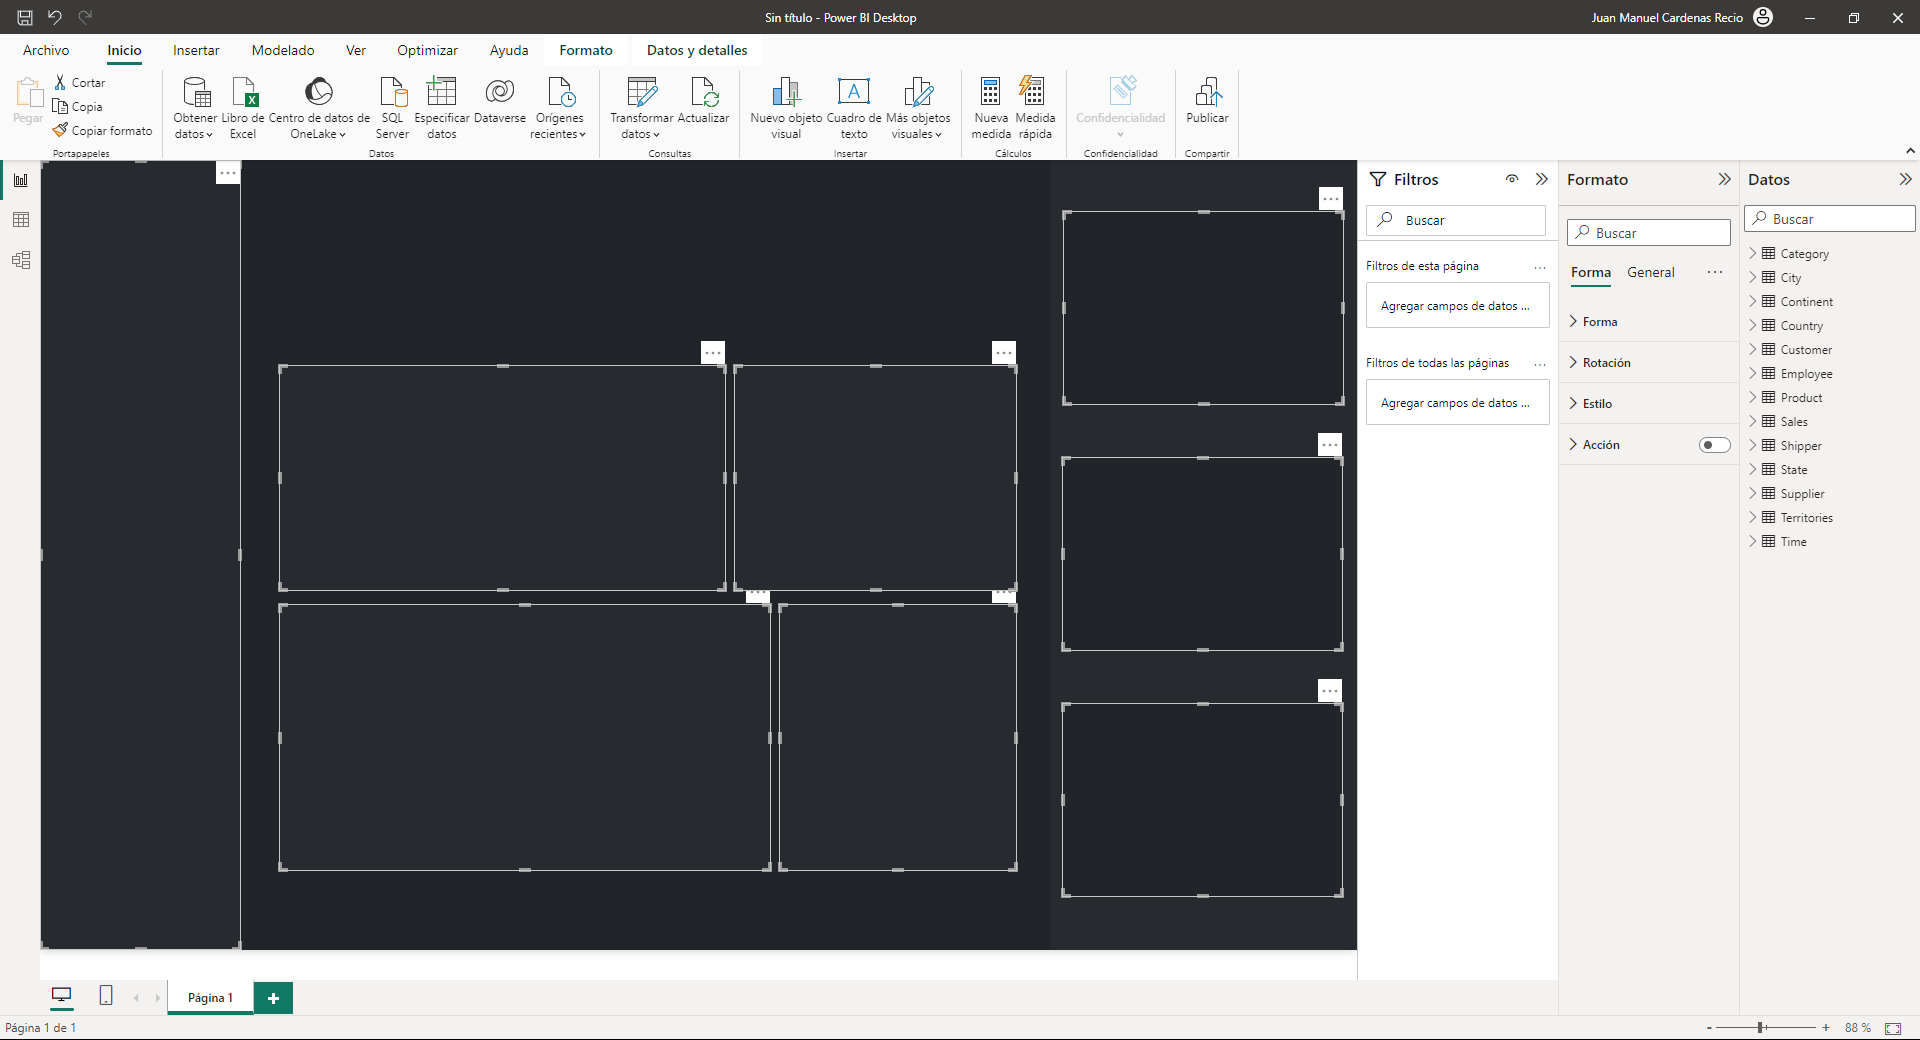 Sin título - Power BI Desktop
Juan Manuel Cardenas Recio
Archivo
Inicio
Insertar
Modelado
Ver
Optimizar
Ayuda
Formato
Datos y detalles
Pegar
Cortar
Copia
Copiar formato
Portapapeles
Obtener datos
Libro de Excel
Centro de datos de OneLake
SQL Server
Especificar datos
Dataverse
Orígenes recientes
Datos
Transformar datos
Actualizar
Consultas
Nuevo objeto visual
Cuadro de texto
Más objetos visuales
Insertar
Nueva medida
Medida rápida
Cálculos
Confidencialidad
Confidencialidad
Publicar
Compartir
Filtros
Buscar
Filtros de esta página
Agregar campos de datos ...
Filtros de todas las páginas
Agregar campos de datos ...
Formato
Buscar
Forma
General
Forma
Rotación
Estilo
Acción
Datos
Buscar
Category
City
Continent
Country
Customer
Employee
Product
Sales
Shipper
State
Supplier
Territories
Time
Página 1
Página 1 de 1
- + 88 %